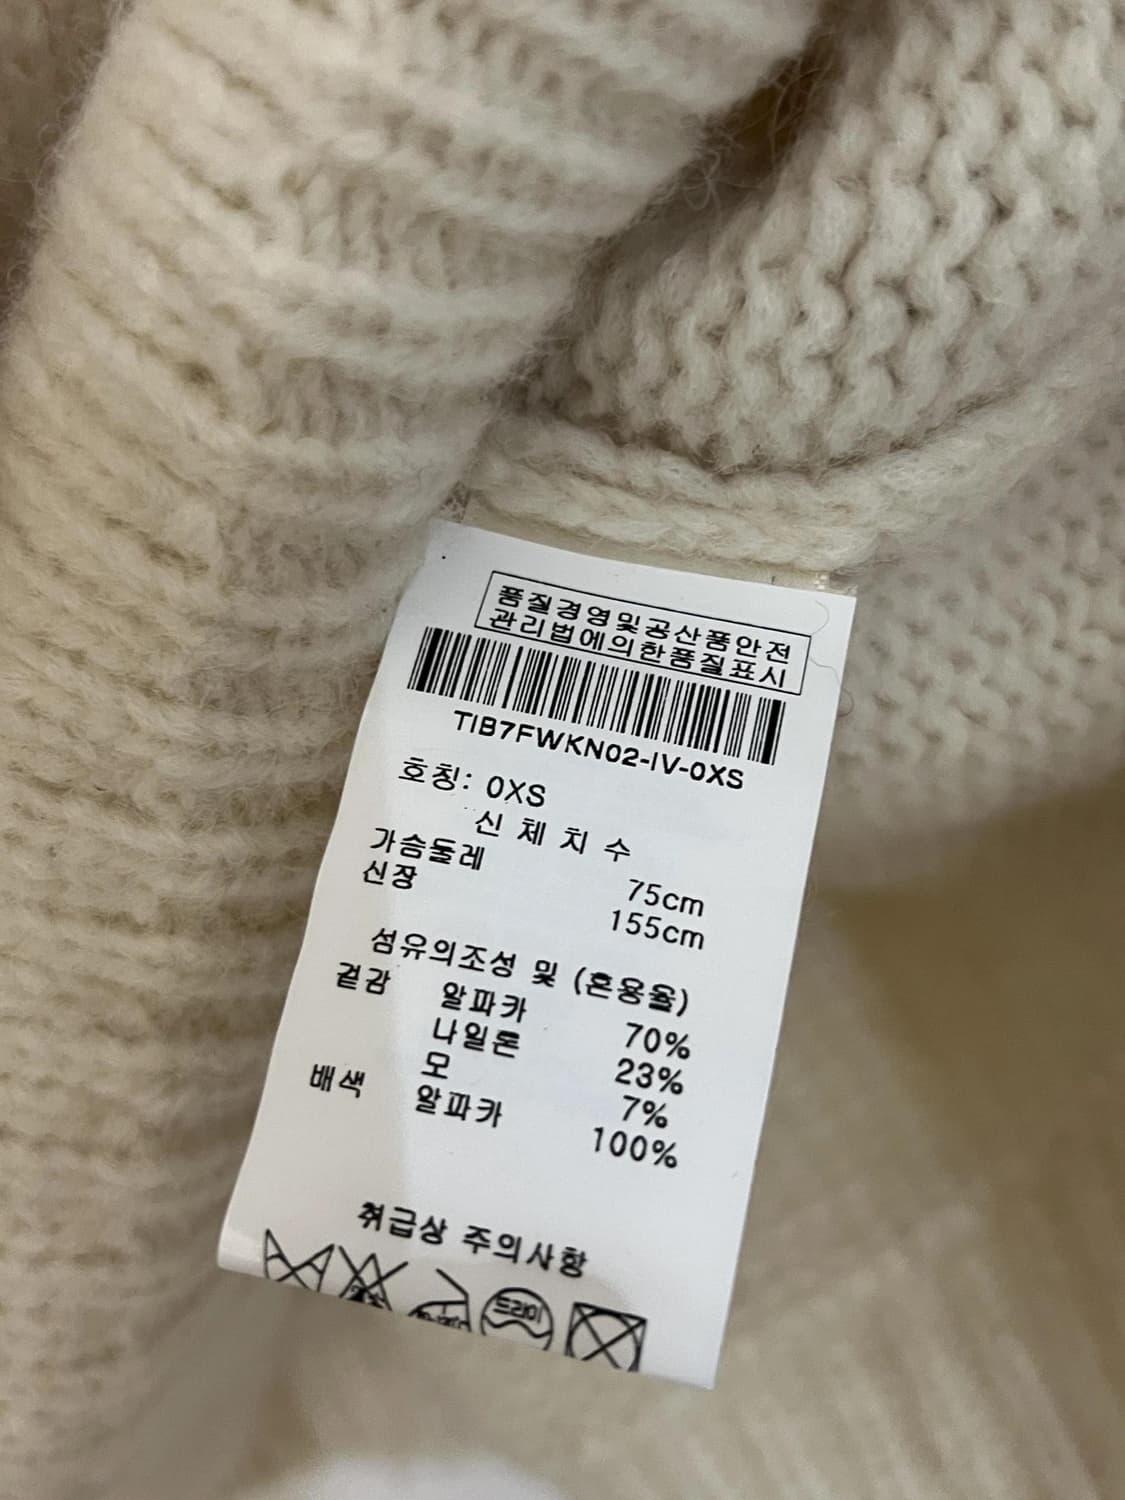 품질경영및공산품안전
관리법에의한품질표시
TIB7FWKN02-IV-0XS
호칭: 0XS
신 체 치 수
가슴둘레 75cm
신장 155cm
섬유의조성 및 (혼용율)
겉감 알파카 70%
나일론 23%
모 7%
배색 알파카 100%
취급상 주의사항
드라이